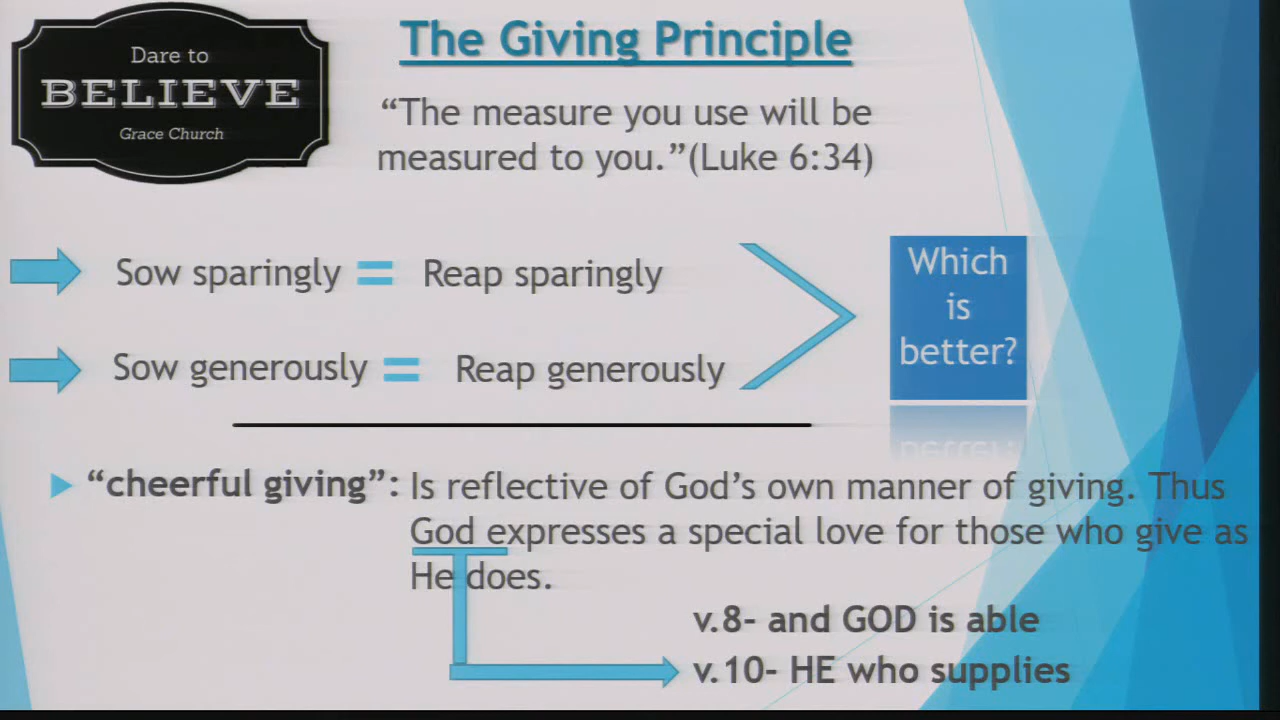 Dare to
BELIEVE
Grace Church
The Giving Principle
“The measure you use will be
measured to you.”(Luke 6:34)
Sow sparingly = Reap sparingly
Sow generously = Reap generously
Which
is
better?
“cheerful giving”: Is reflective of God’s own manner of giving. Thus
God expresses a special love for those who give as
He does.
v.8- and GOD is able
v.10- HE who supplies